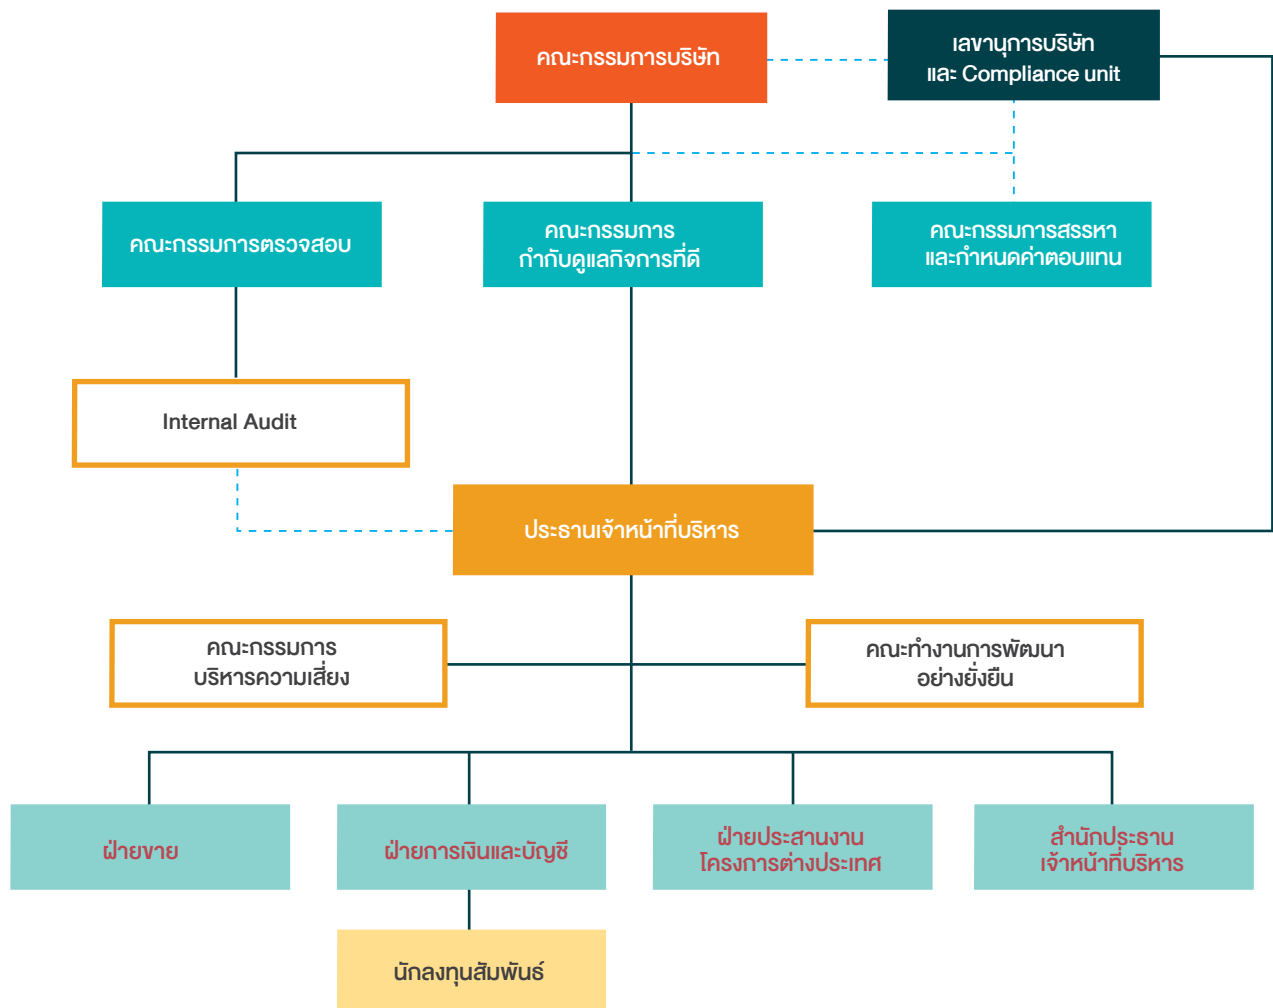 คณะกรรมการบริษัท
เลขานุการบริษัท
และ Compliance unit
คณะกรรมการตรวจสอบ
คณะกรรมการ
กำกับดูแลกิจการที่ดี
คณะกรรมการสรรหา
และกำหนดค่าตอบแทน
Internal Audit
ประธานเจ้าหน้าที่บริหาร
คณะกรรมการ
บริหารความเสี่ยง
คณะทำงานการพัฒนา
อย่างยั่งยืน
ฝ่ายขาย
ฝ่ายการเงินและบัญชี
ฝ่ายประสานงาน
โครงการต่างประเทศ
สำนักประธาน
เจ้าหน้าที่บริหาร
นักลงทุนสัมพันธ์